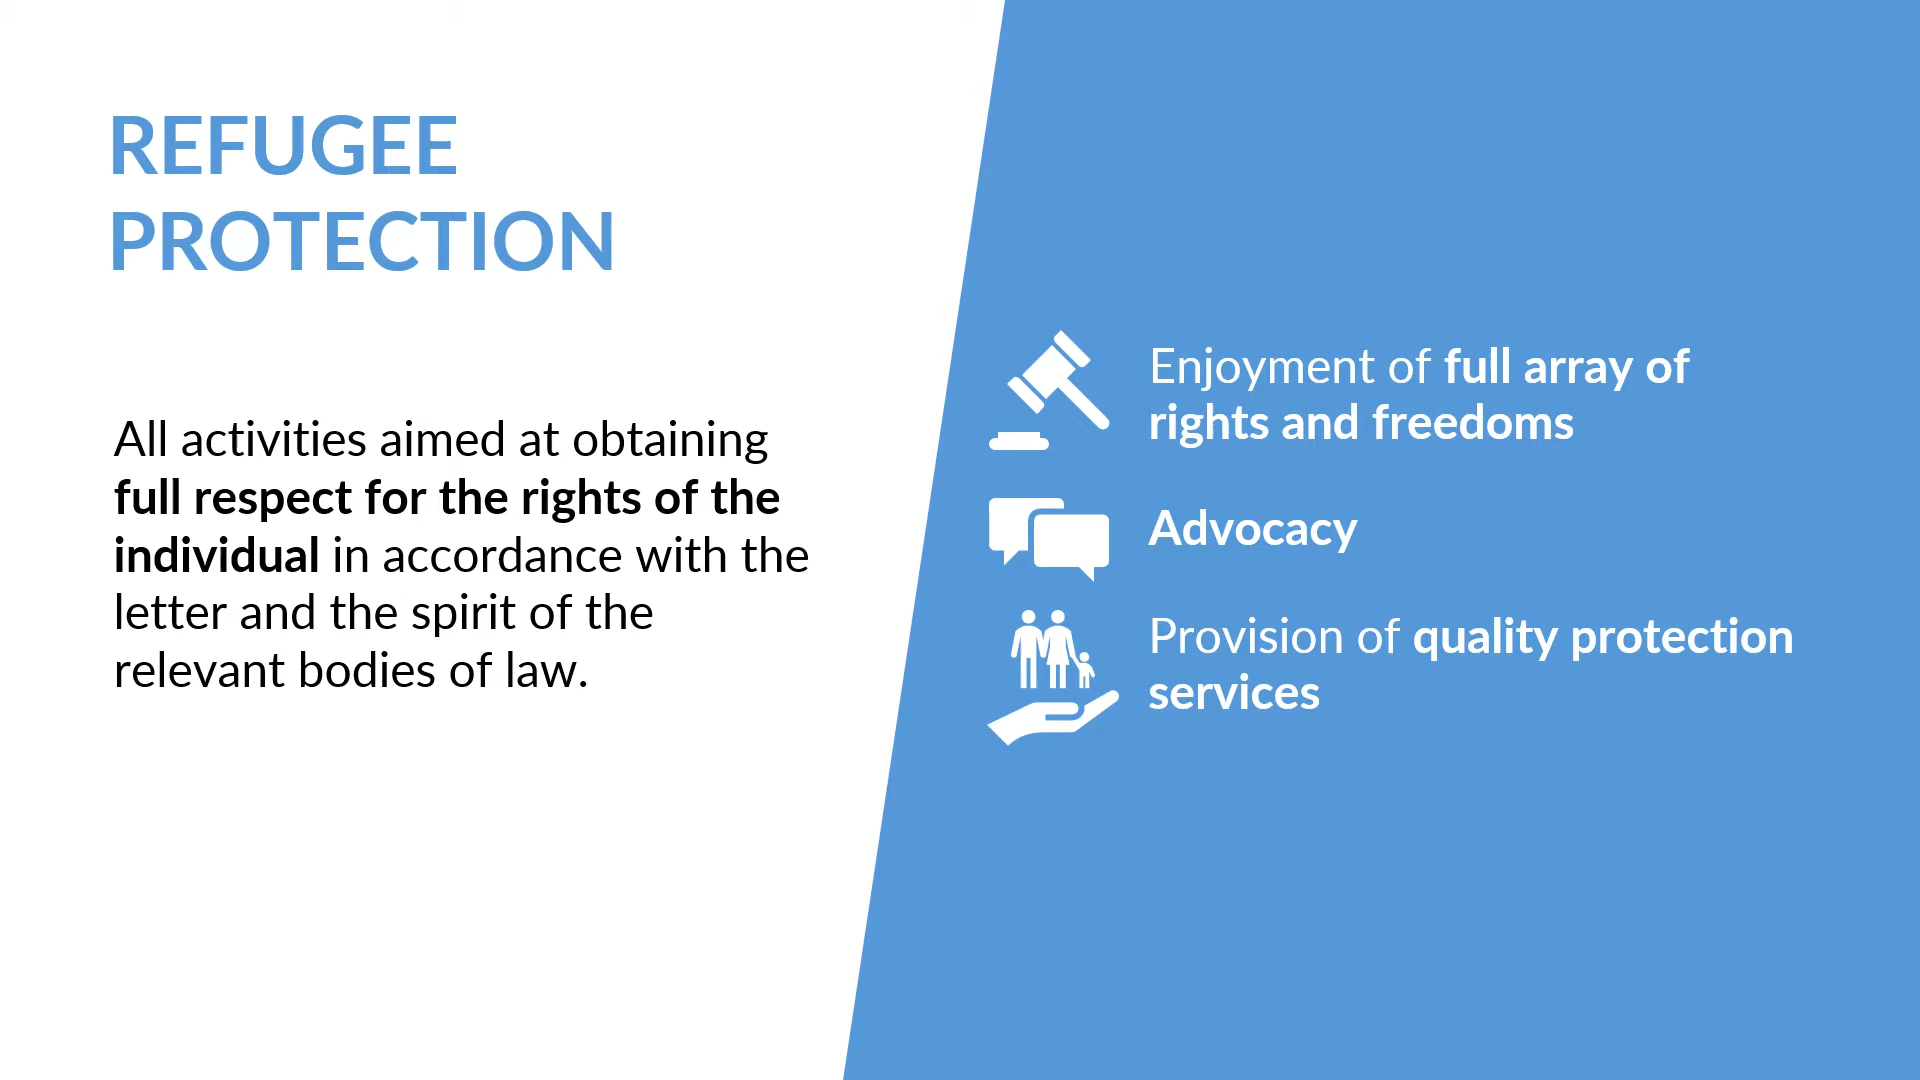 REFUGEE
PROTECTION
All activities aimed at obtaining
full respect for the rights of the
individual in accordance with the
letter and the spirit of the
relevant bodies of law.
Enjoyment of full array of
rights and freedoms
Advocacy
Provision of quality protection
services